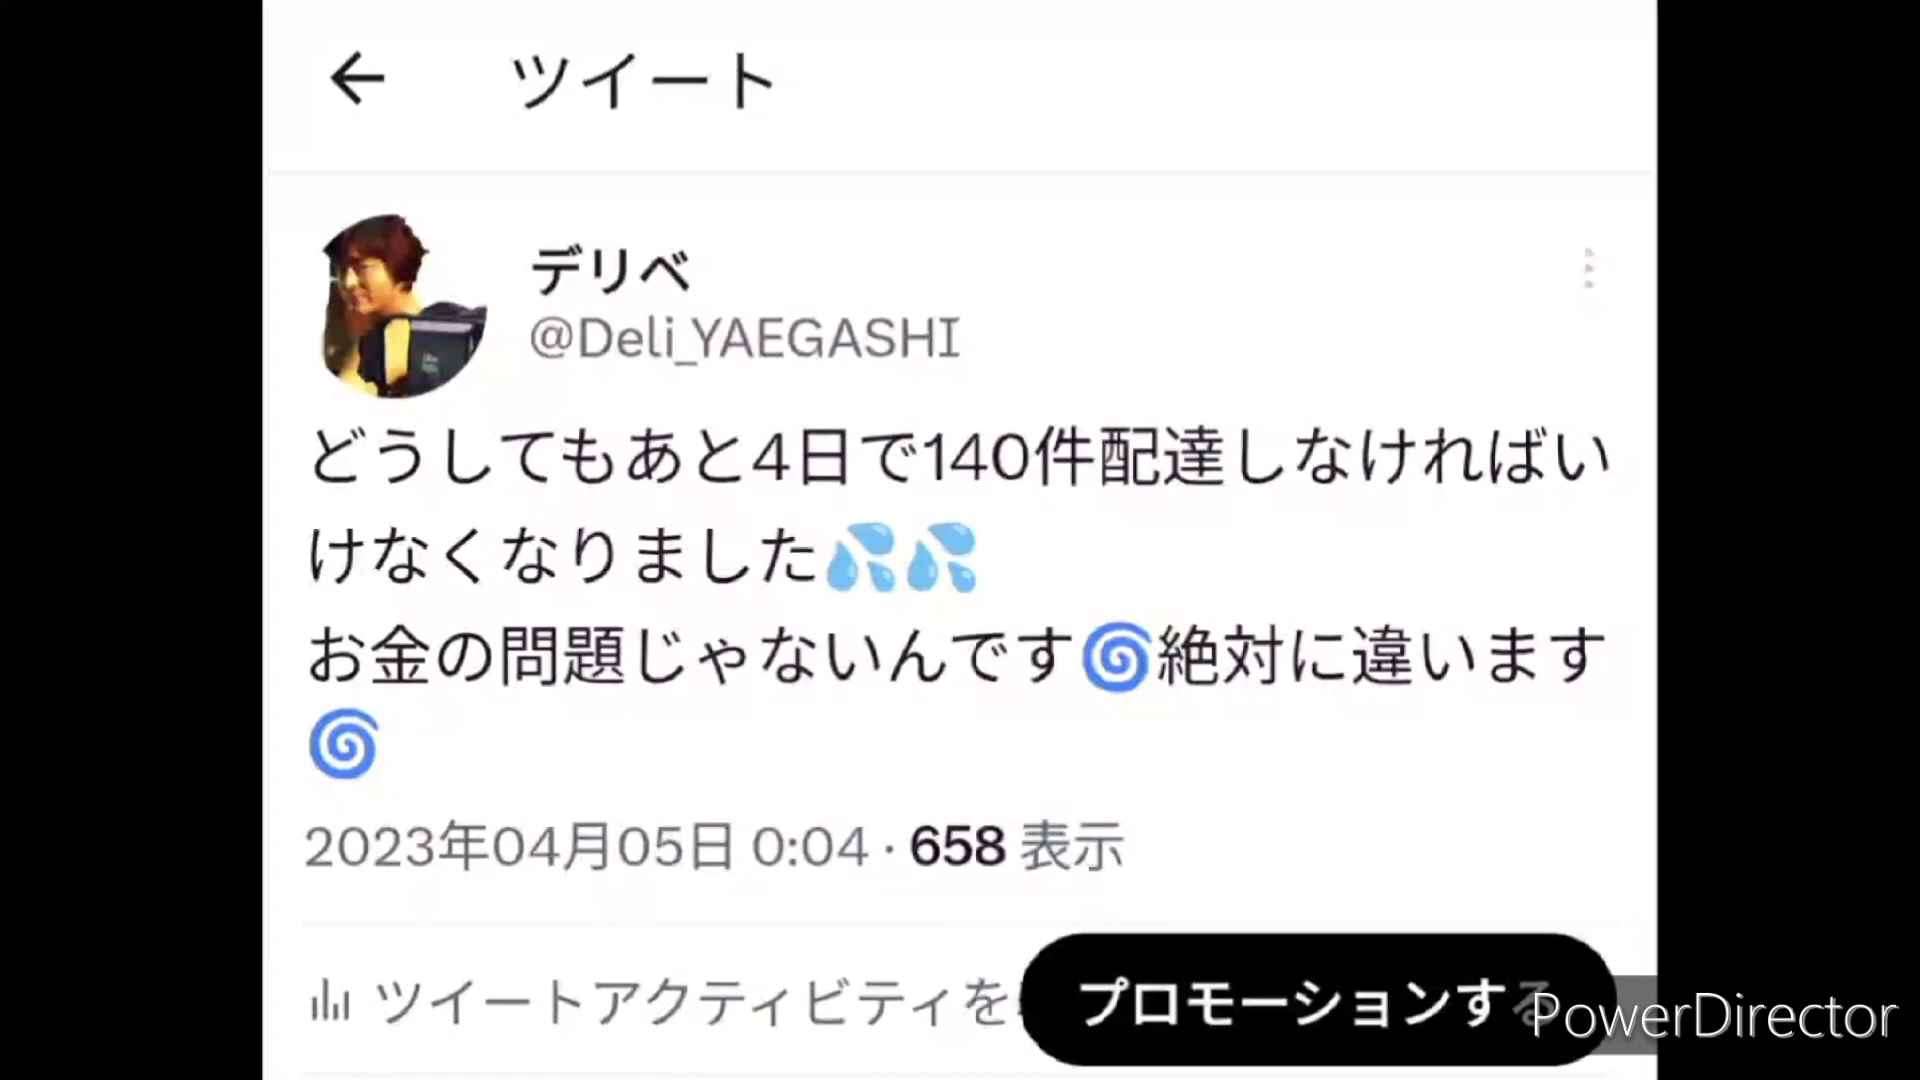 ← ツイート
デリベ
@Deli_YAEGASHI
どうしてもあと4日で140件配達しなければい
けなくなりました💦💦
お金の問題じゃないんです🌀絶対に違います
🌀
2023年04月05日 0:04 · 658 表示
ツイートアクティビティを
プロモーションする
PowerDirector